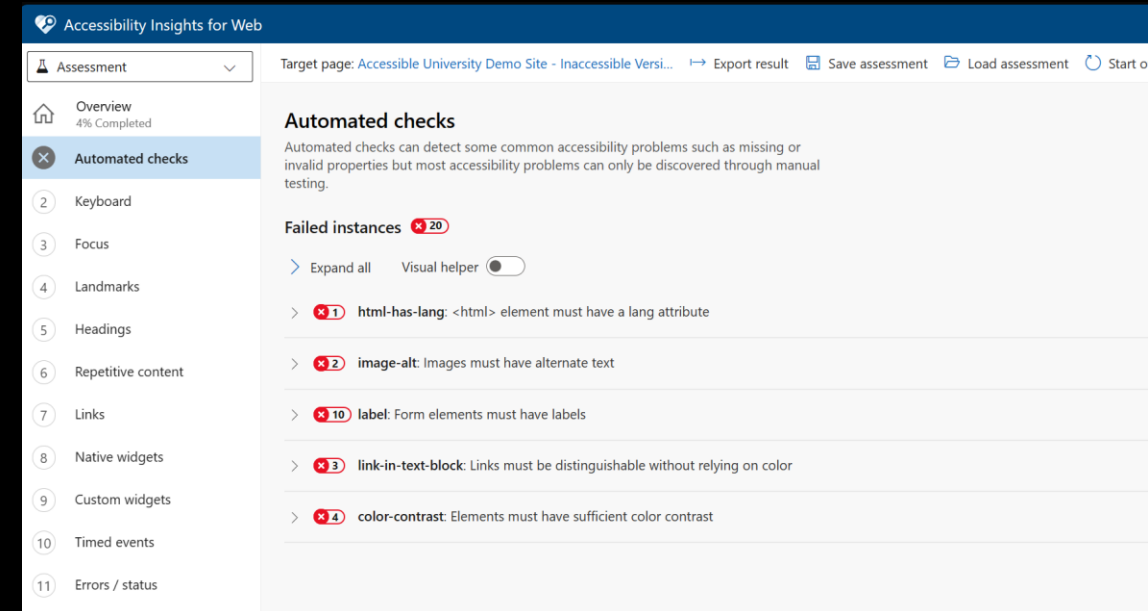 Accessibility Insights for Web
Assessment
Target page: Accessible University Demo Site - Inaccessible Versi... Export result Save assessment Load assessment Start o
Overview
4% Completed
Automated checks
2 Keyboard
3 Focus
4 Landmarks
5 Headings
6 Repetitive content
7 Links
8 Native widgets
9 Custom widgets
10 Timed events
11 Errors / status
Automated checks
Automated checks can detect some common accessibility problems such as missing or
invalid properties but most accessibility problems can only be discovered through manual
testing.
Failed instances 20
Expand all Visual helper
1 html-has-lang: <html> element must have a lang attribute
2 image-alt: Images must have alternate text
10 label: Form elements must have labels
3 link-in-text-block: Links must be distinguishable without relying on color
4 color-contrast: Elements must have sufficient color contrast